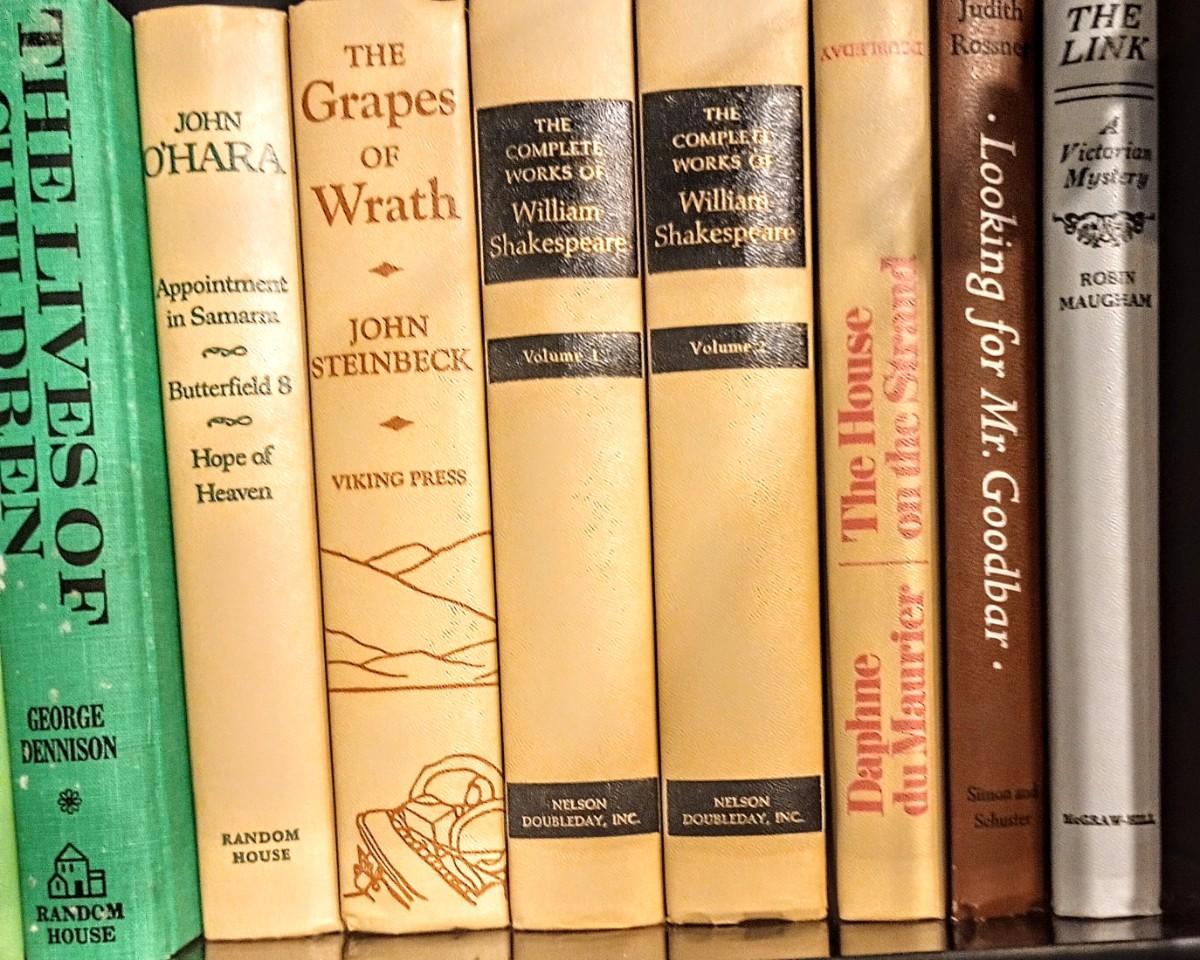 THE LIVES OF
CHILDREN
GEORGE
DENNISON
RANDOM
HOUSE
JOHN
O'HARA
Appointment
in Samarra
Butterfield 8
Hope of
Heaven
RANDOM
HOUSE
THE
Grapes
OF
Wrath
JOHN
STEINBECK
VIKING PRESS
THE
COMPLETE
WORKS OF
William
Shakespeare
Volume 1
NELSON
DOUBLEDAY, INC.
THE
COMPLETE
WORKS OF
William
Shakespeare
Volume 2
NELSON
DOUBLEDAY, INC.
DOUBLEDAY
The House
on the Strand
Daphne
du Maurier
Judith
Rossner
· Looking for Mr. Goodbar ·
Simon and
Schuster
THE
LINK
A
Victorian
Mystery
ROBIN
MAUGHAM
McGRAW-HILL